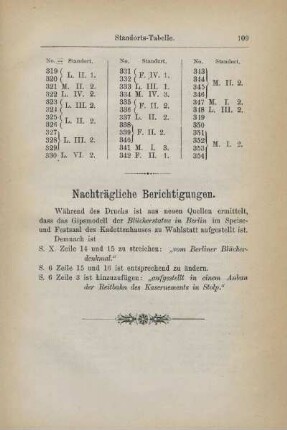 Standorts-Tabelle. 109
No. Standort. No. Standort. No. Standort.
319 331 343
320 L. II. 1. 332 F. IV. 1. 344
321 M. II. 2. 333 L. III. 1. 345 M. II. 2.
322 L. IV. 2. 334 M. IV. 3. 346
323 335 347 M. I. 2.
324 L. II. 2. 336 F. II. 2. 348 L. III. 2.
325 337 349
326 L. II. 2. 338 350
327 339 F. II. 2. 351
328 L. III. 2. 340 352 M. I. 2.
329 341 M. I. 3. 353
330 L. VI. 2. 342 F. II. 1. 354
Nachträgliche Berichtigungen.
Während des Drucks ist aus neuen Quellen ermittelt,
dass das Gipsmodell der Blücherstatue in Berlin im Speise-
und Festsaal des Kadettenhauses zu Wahlstatt aufgestellt ist.
Demnach ist
S. X. Zeile 14 und 15 zu streichen: „vom Berliner Blücher-
denkmal.“
S. 6 Zeile 15 und 16 ist entsprechend zu ändern.
S. 6 Zeile 3 ist hinzuzufügen: „aufgestellt in einem Anbau
der Reitbahn des Kasernements in Stolp.“